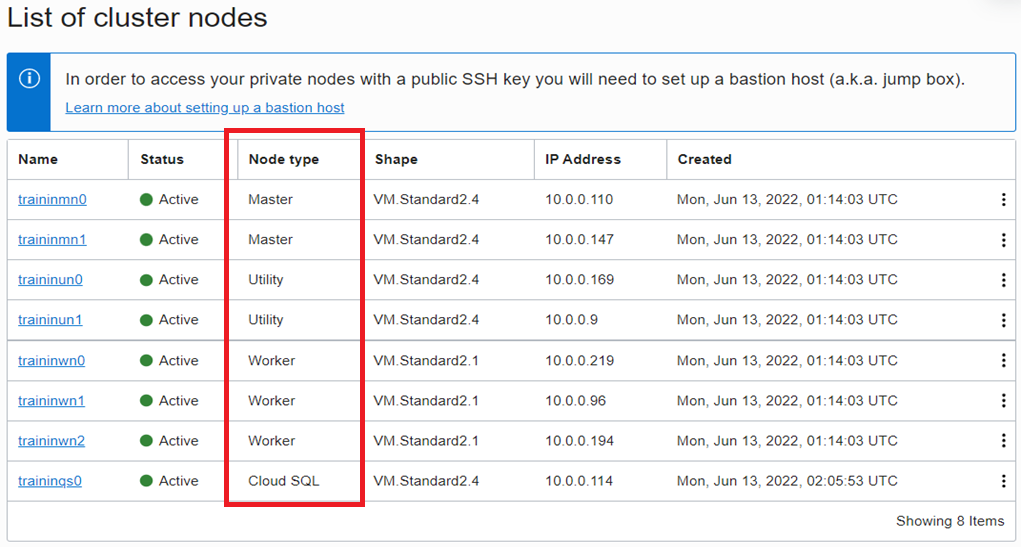 List of cluster nodes
In order to access your private nodes with a public SSH key you will need to set up a bastion host (a.k.a. jump box).
Learn more about setting up a bastion host
Name Status Node type Shape IP Address Created
traininmn0 Active Master VM.Standard2.4 10.0.0.110 Mon, Jun 13, 2022, 01:14:03 UTC
traininmn1 Active Master VM.Standard2.4 10.0.0.147 Mon, Jun 13, 2022, 01:14:03 UTC
traininun0 Active Utility VM.Standard2.4 10.0.0.169 Mon, Jun 13, 2022, 01:14:03 UTC
traininun1 Active Utility VM.Standard2.4 10.0.0.9 Mon, Jun 13, 2022, 01:14:03 UTC
traininwn0 Active Worker VM.Standard2.1 10.0.0.219 Mon, Jun 13, 2022, 01:14:03 UTC
traininwn1 Active Worker VM.Standard2.1 10.0.0.96 Mon, Jun 13, 2022, 01:14:03 UTC
traininwn2 Active Worker VM.Standard2.1 10.0.0.194 Mon, Jun 13, 2022, 01:14:03 UTC
traininqs0 Active Cloud SQL VM.Standard2.4 10.0.0.114 Mon, Jun 13, 2022, 02:05:53 UTC
Showing 8 Items